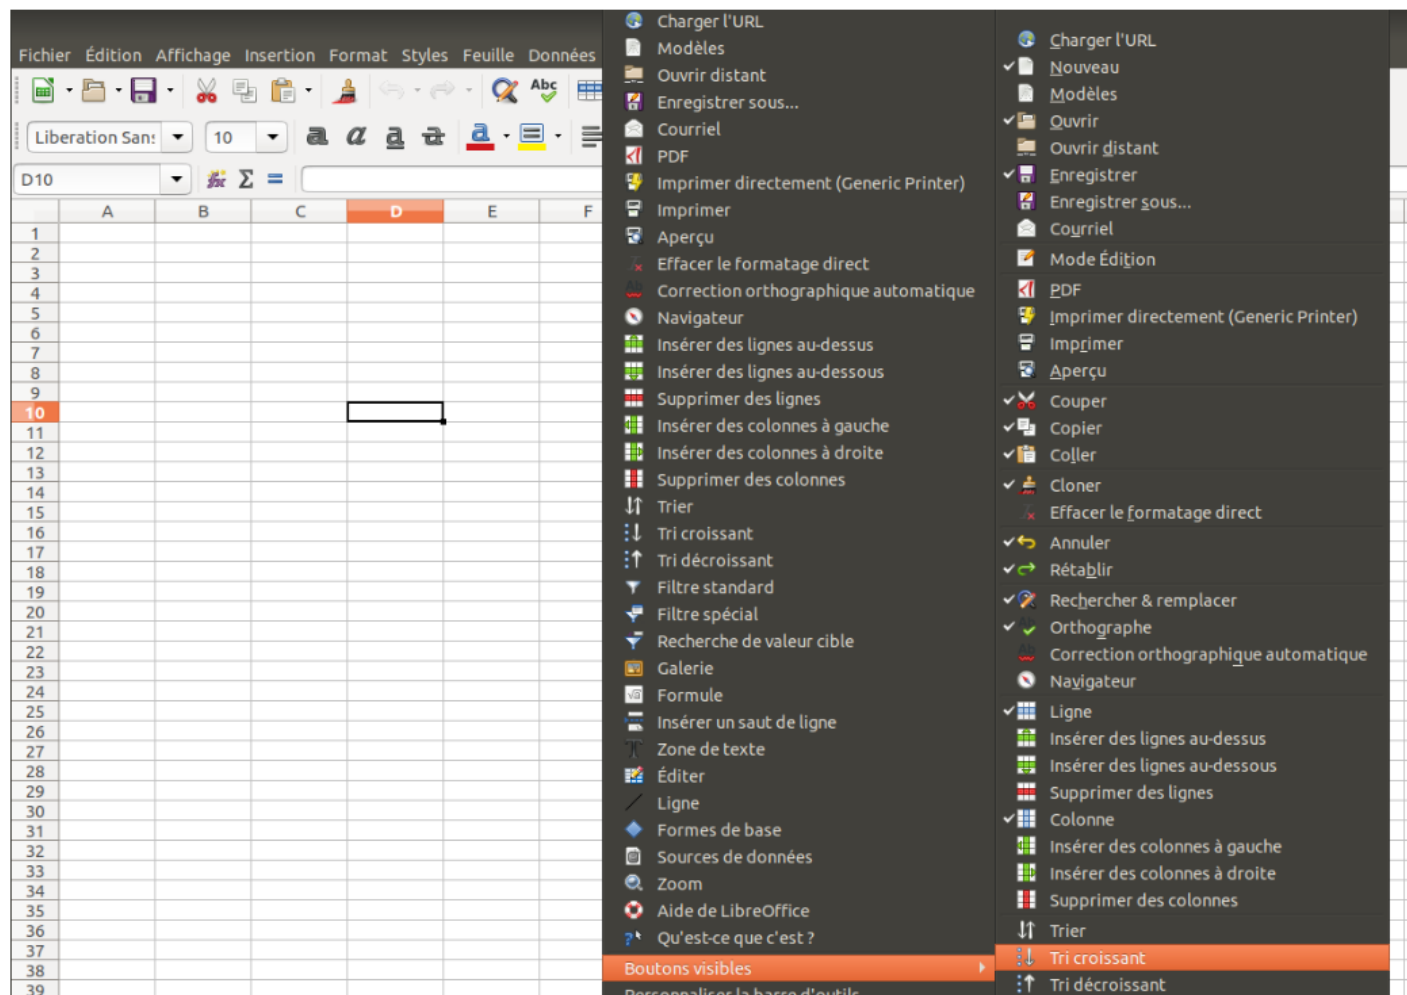 Fichier Édition Affichage Insertion Format Styles Feuille Données
Abc
Liberation Sans
10
D10
A B C D E F
1
2
3
4
5
6
7
8
9
10
11
12
13
14
15
16
17
18
19
20
21
22
23
24
25
26
27
28
29
30
31
32
33
34
35
36
37
38
39
Charger l'URL
Modèles
Ouvrir distant
Enregistrer sous...
Courriel
PDF
Imprimer directement (Generic Printer)
Imprimer
Aperçu
Effacer le formatage direct
Correction orthographique automatique
Navigateur
Insérer des lignes au-dessus
Insérer des lignes au-dessous
Supprimer des lignes
Insérer des colonnes à gauche
Insérer des colonnes à droite
Supprimer des colonnes
Trier
Tri croissant
Tri décroissant
Filtre standard
Filtre spécial
Recherche de valeur cible
Galerie
Formule
Insérer un saut de ligne
Zone de texte
Éditer
Ligne
Formes de base
Sources de données
Zoom
Aide de LibreOffice
Qu'est-ce que c'est ?
Boutons visibles
Personnaliser la barre d'outils
Charger l'URL
Nouveau
Modèles
Ouvrir
Ouvrir distant
Enregistrer
Enregistrer sous...
Courriel
Mode Édition
PDF
Imprimer directement (Generic Printer)
Imprimer
Aperçu
Couper
Copier
Coller
Cloner
Effacer le formatage direct
Annuler
Rétablir
Rechercher & remplacer
Orthographe
Correction orthographique automatique
Navigateur
Ligne
Insérer des lignes au-dessus
Insérer des lignes au-dessous
Supprimer des lignes
Colonne
Insérer des colonnes à gauche
Insérer des colonnes à droite
Supprimer des colonnes
Trier
Tri croissant
Tri décroissant